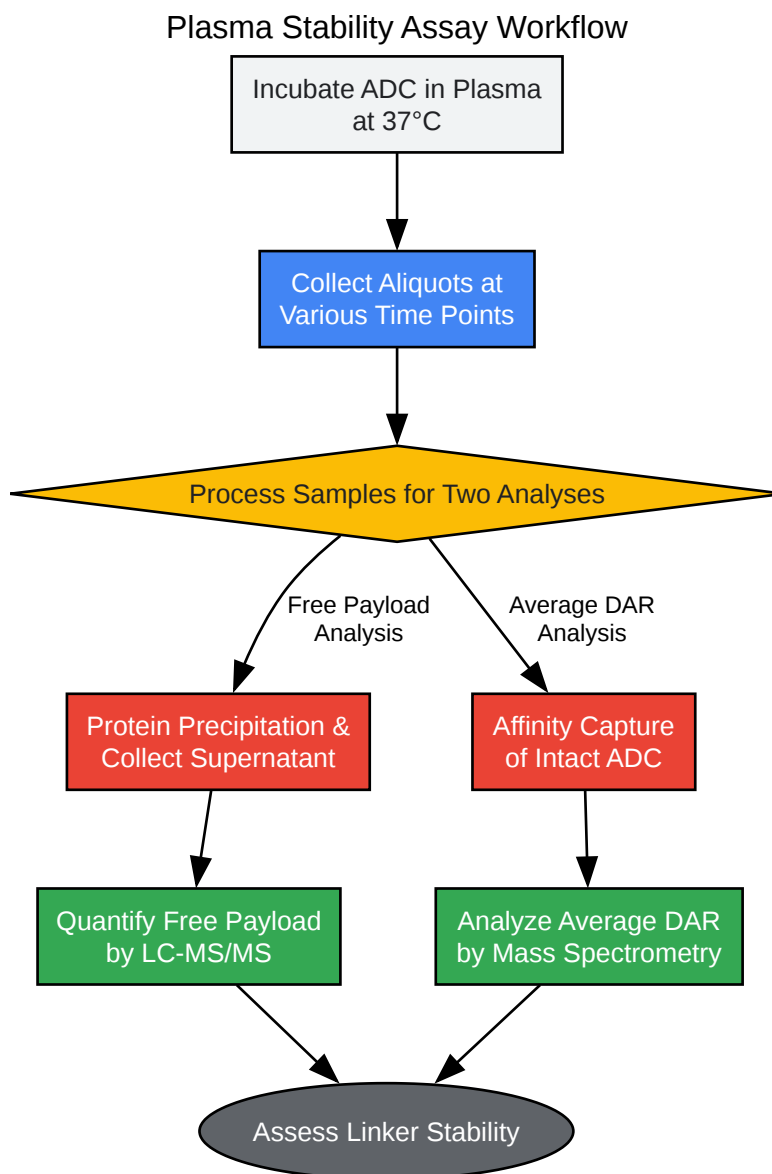 Plasma Stability Assay Workflow
Incubate ADC in Plasma
at 37°C
Collect Aliquots at
Various Time Points
Process Samples for Two Analyses
Free Payload
Analysis
Average DAR
Analysis
Protein Precipitation &
Collect Supernatant
Affinity Capture
of Intact ADC
Quantify Free Payload
by LC-MS/MS
Analyze Average DAR
by Mass Spectrometry
Assess Linker Stability